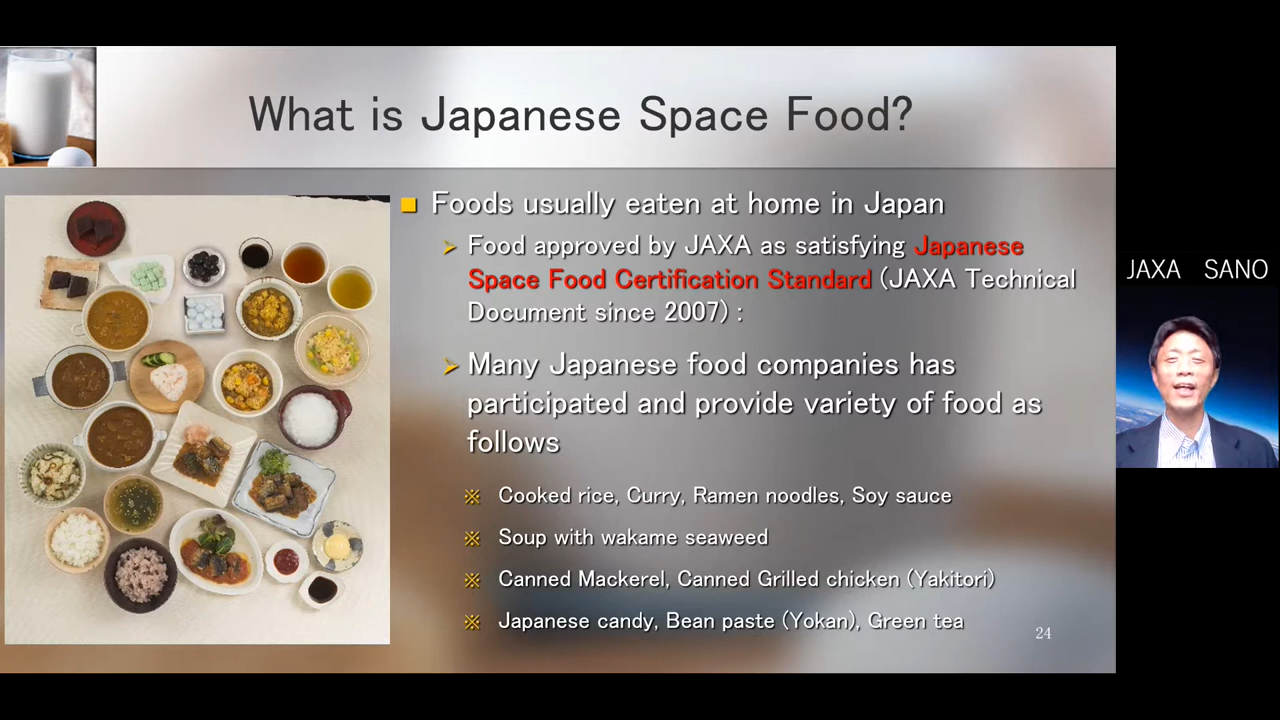 What is Japanese Space Food?
■ Foods usually eaten at home in Japan
➢ Food approved by JAXA as satisfying Japanese
Space Food Certification Standard (JAXA Technical
Document since 2007) :
➢ Many Japanese food companies has
participated and provide variety of food as
follows
※ Cooked rice, Curry, Ramen noodles, Soy sauce
※ Soup with wakame seaweed
※ Canned Mackerel, Canned Grilled chicken (Yakitori)
※ Japanese candy, Bean paste (Yokan), Green tea
24
JAXA SANO